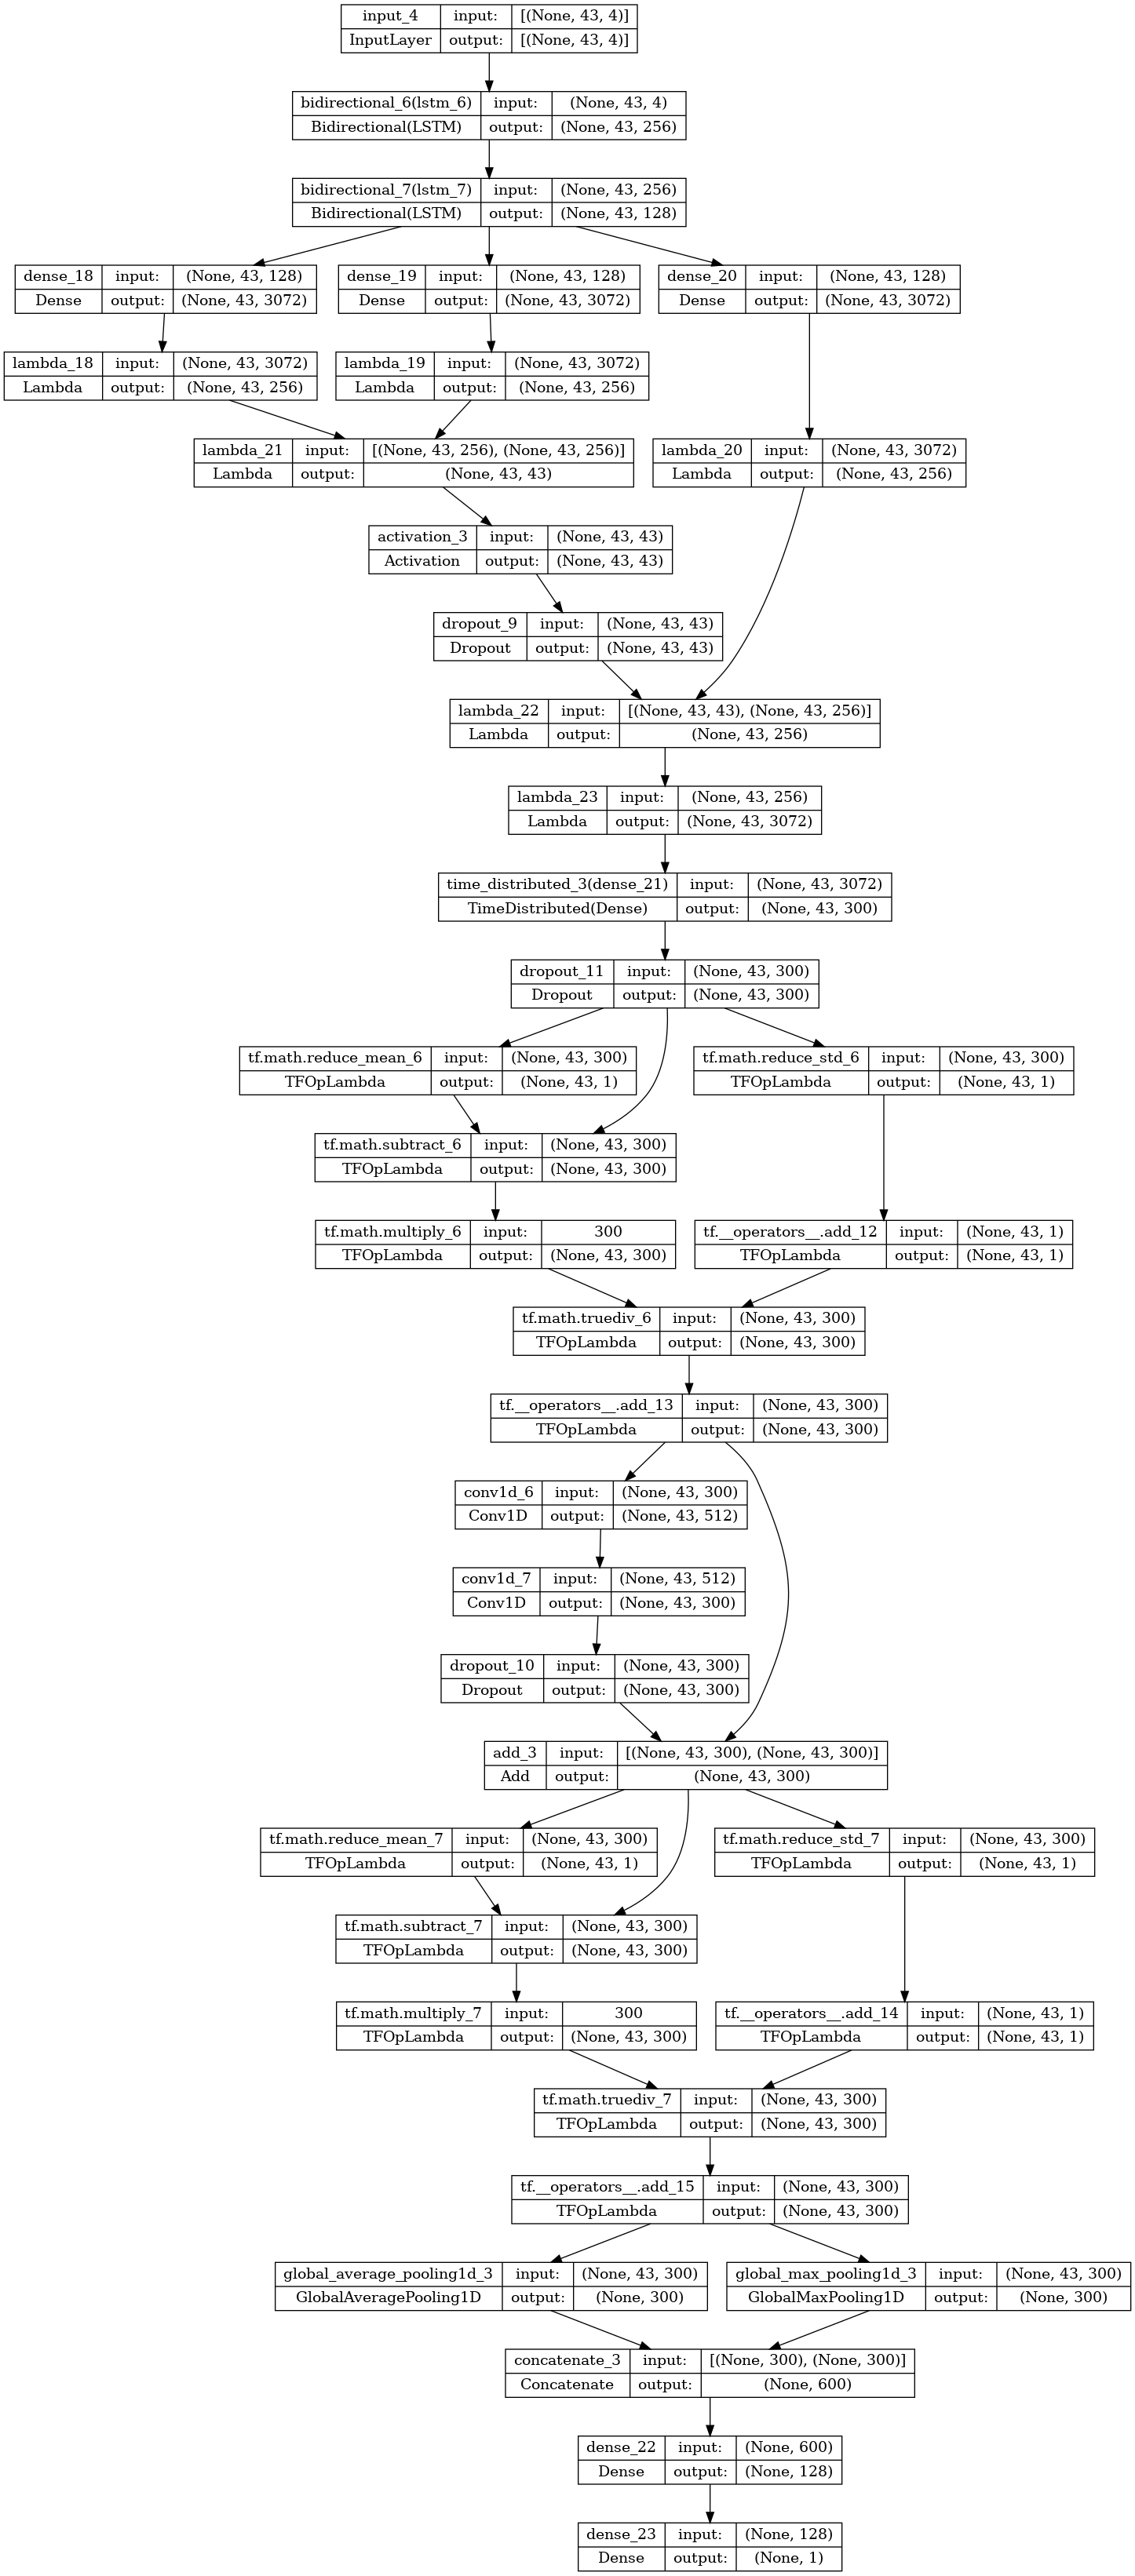 input_4 input: [(None, 43, 4)]
InputLayer output: [(None, 43, 4)]
bidirectional_6(lstm_6) input: (None, 43, 4)
Bidirectional(LSTM) output: (None, 43, 256)
bidirectional_7(lstm_7) input: (None, 43, 256)
Bidirectional(LSTM) output: (None, 43, 128)
dense_18 input: (None, 43, 128)
Dense output: (None, 43, 3072)
dense_19 input: (None, 43, 128)
Dense output: (None, 43, 3072)
dense_20 input: (None, 43, 128)
Dense output: (None, 43, 3072)
lambda_18 input: (None, 43, 3072)
Lambda output: (None, 43, 256)
lambda_19 input: (None, 43, 3072)
Lambda output: (None, 43, 256)
lambda_21 input: [(None, 43, 256), (None, 43, 256)]
Lambda output: (None, 43, 43)
lambda_20 input: (None, 43, 3072)
Lambda output: (None, 43, 256)
activation_3 input: (None, 43, 43)
Activation output: (None, 43, 43)
dropout_9 input: (None, 43, 43)
Dropout output: (None, 43, 43)
lambda_22 input: [(None, 43, 43), (None, 43, 256)]
Lambda output: (None, 43, 256)
lambda_23 input: (None, 43, 256)
Lambda output: (None, 43, 3072)
time_distributed_3(dense_21) input: (None, 43, 3072)
TimeDistributed(Dense) output: (None, 43, 300)
dropout_11 input: (None, 43, 300)
Dropout output: (None, 43, 300)
tf.math.reduce_mean_6 input: (None, 43, 300)
TFOpLambda output: (None, 43, 1)
tf.math.reduce_std_6 input: (None, 43, 300)
TFOpLambda output: (None, 43, 1)
tf.math.subtract_6 input: (None, 43, 300)
TFOpLambda output: (None, 43, 300)
tf.math.multiply_6 input: 300
TFOpLambda output: (None, 43, 300)
tf.__operators__.add_12 input: (None, 43, 1)
TFOpLambda output: (None, 43, 1)
tf.math.truediv_6 input: (None, 43, 300)
TFOpLambda output: (None, 43, 300)
tf.__operators__.add_13 input: (None, 43, 300)
TFOpLambda output: (None, 43, 300)
conv1d_6 input: (None, 43, 300)
Conv1D output: (None, 43, 512)
conv1d_7 input: (None, 43, 512)
Conv1D output: (None, 43, 300)
dropout_10 input: (None, 43, 300)
Dropout output: (None, 43, 300)
add_3 input: [(None, 43, 300), (None, 43, 300)]
Add output: (None, 43, 300)
tf.math.reduce_mean_7 input: (None, 43, 300)
TFOpLambda output: (None, 43, 1)
tf.math.reduce_std_7 input: (None, 43, 300)
TFOpLambda output: (None, 43, 1)
tf.math.subtract_7 input: (None, 43, 300)
TFOpLambda output: (None, 43, 300)
tf.math.multiply_7 input: 300
TFOpLambda output: (None, 43, 300)
tf.__operators__.add_14 input: (None, 43, 1)
TFOpLambda output: (None, 43, 1)
tf.math.truediv_7 input: (None, 43, 300)
TFOpLambda output: (None, 43, 300)
tf.__operators__.add_15 input: (None, 43, 300)
TFOpLambda output: (None, 43, 300)
global_average_pooling1d_3 input: (None, 43, 300)
GlobalAveragePooling1D output: (None, 300)
global_max_pooling1d_3 input: (None, 43, 300)
GlobalMaxPooling1D output: (None, 300)
concatenate_3 input: [(None, 300), (None, 300)]
Concatenate output: (None, 600)
dense_22 input: (None, 600)
Dense output: (None, 128)
dense_23 input: (None, 128)
Dense output: (None, 1)